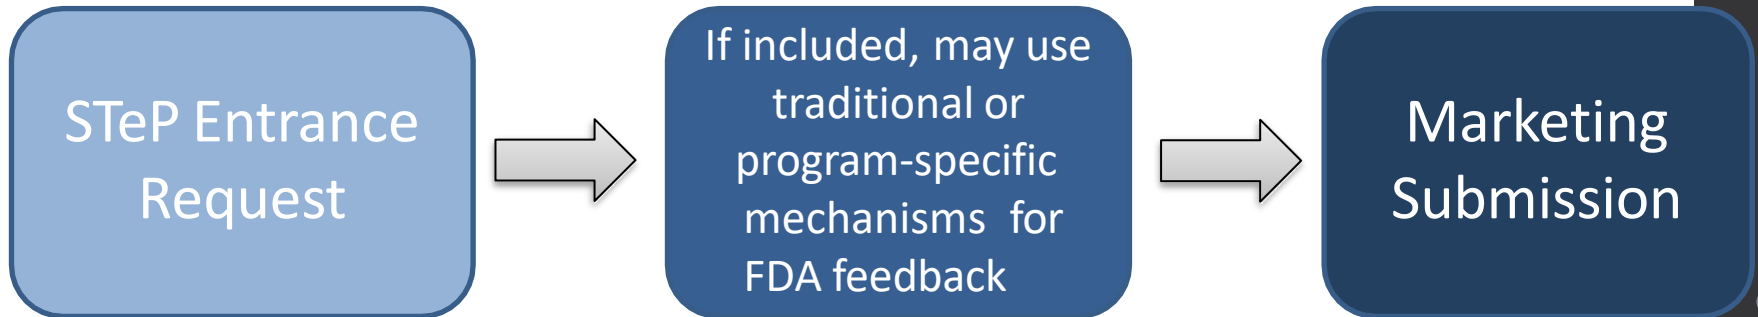 STeP Entrance
Request
If included, may use
traditional or
program-specific
mechanisms for
FDA feedback
Marketing
Submission